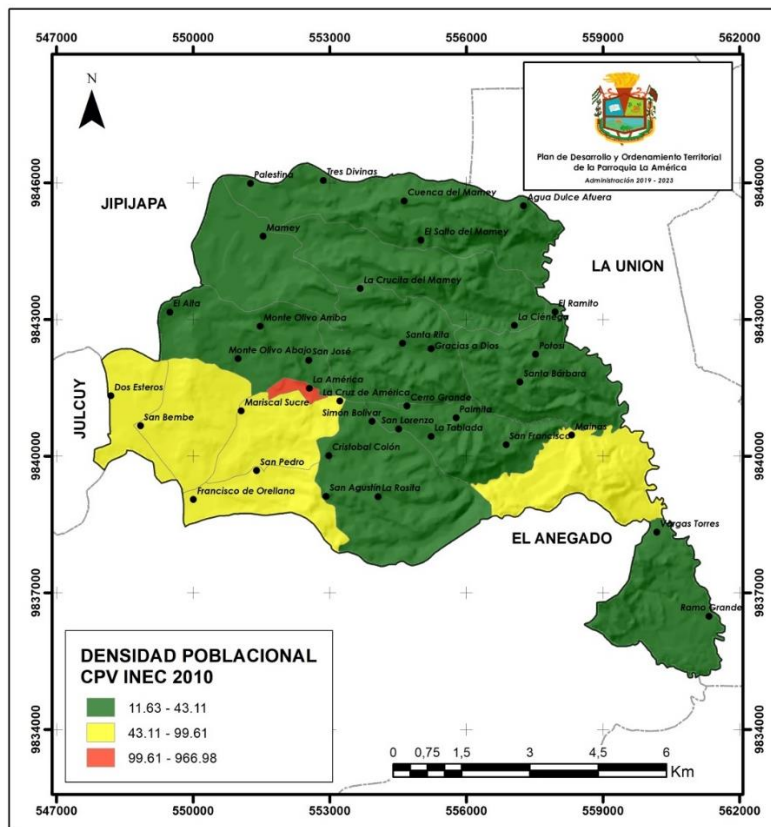 547000 550000 553000 556000 559000 562000
N
Plan de Desarrollo y Ordenamiento Territorial
de la Parroquia La América
Administración 2019 - 2023
9846000 9846000
Palestina
Tres Divinas
Cuenca del Mamey
Agua Dulce Afuera
JIPIJAPA
Mamey
El Salto del Mamey
LA UNION
La Crucita del Mamey
9843000 9843000
El Alta
El Ramito
Monte Olivo Arriba
La Ciénega
Santa Rita
Gracias a Dios
Potosí
Monte Olivo Abajo
San José
Santa Bárbara
JULCUY
Dos Esteros
La América
La Cruz de América
Mariscal Sucre
Cerro Grande
Simón Bolívar
Palmita
San Bembe
San Lorenzo
La Tablada
Mainas
9840000 9840000
San Francisco
Cristobal Colón
San Pedro
Francisco de Orellana
San Agustín
La Rosita
EL ANEGADO
Vargas Torres
9837000 9837000
Ramo Grande
DENSIDAD POBLACIONAL
CPV INEC 2010
11.63 - 43.11
43.11 - 99.61
99.61 - 966.98
9834000 9834000
0 0,75 1,5 3 4,5 6
Km
547000 550000 553000 556000 559000 562000